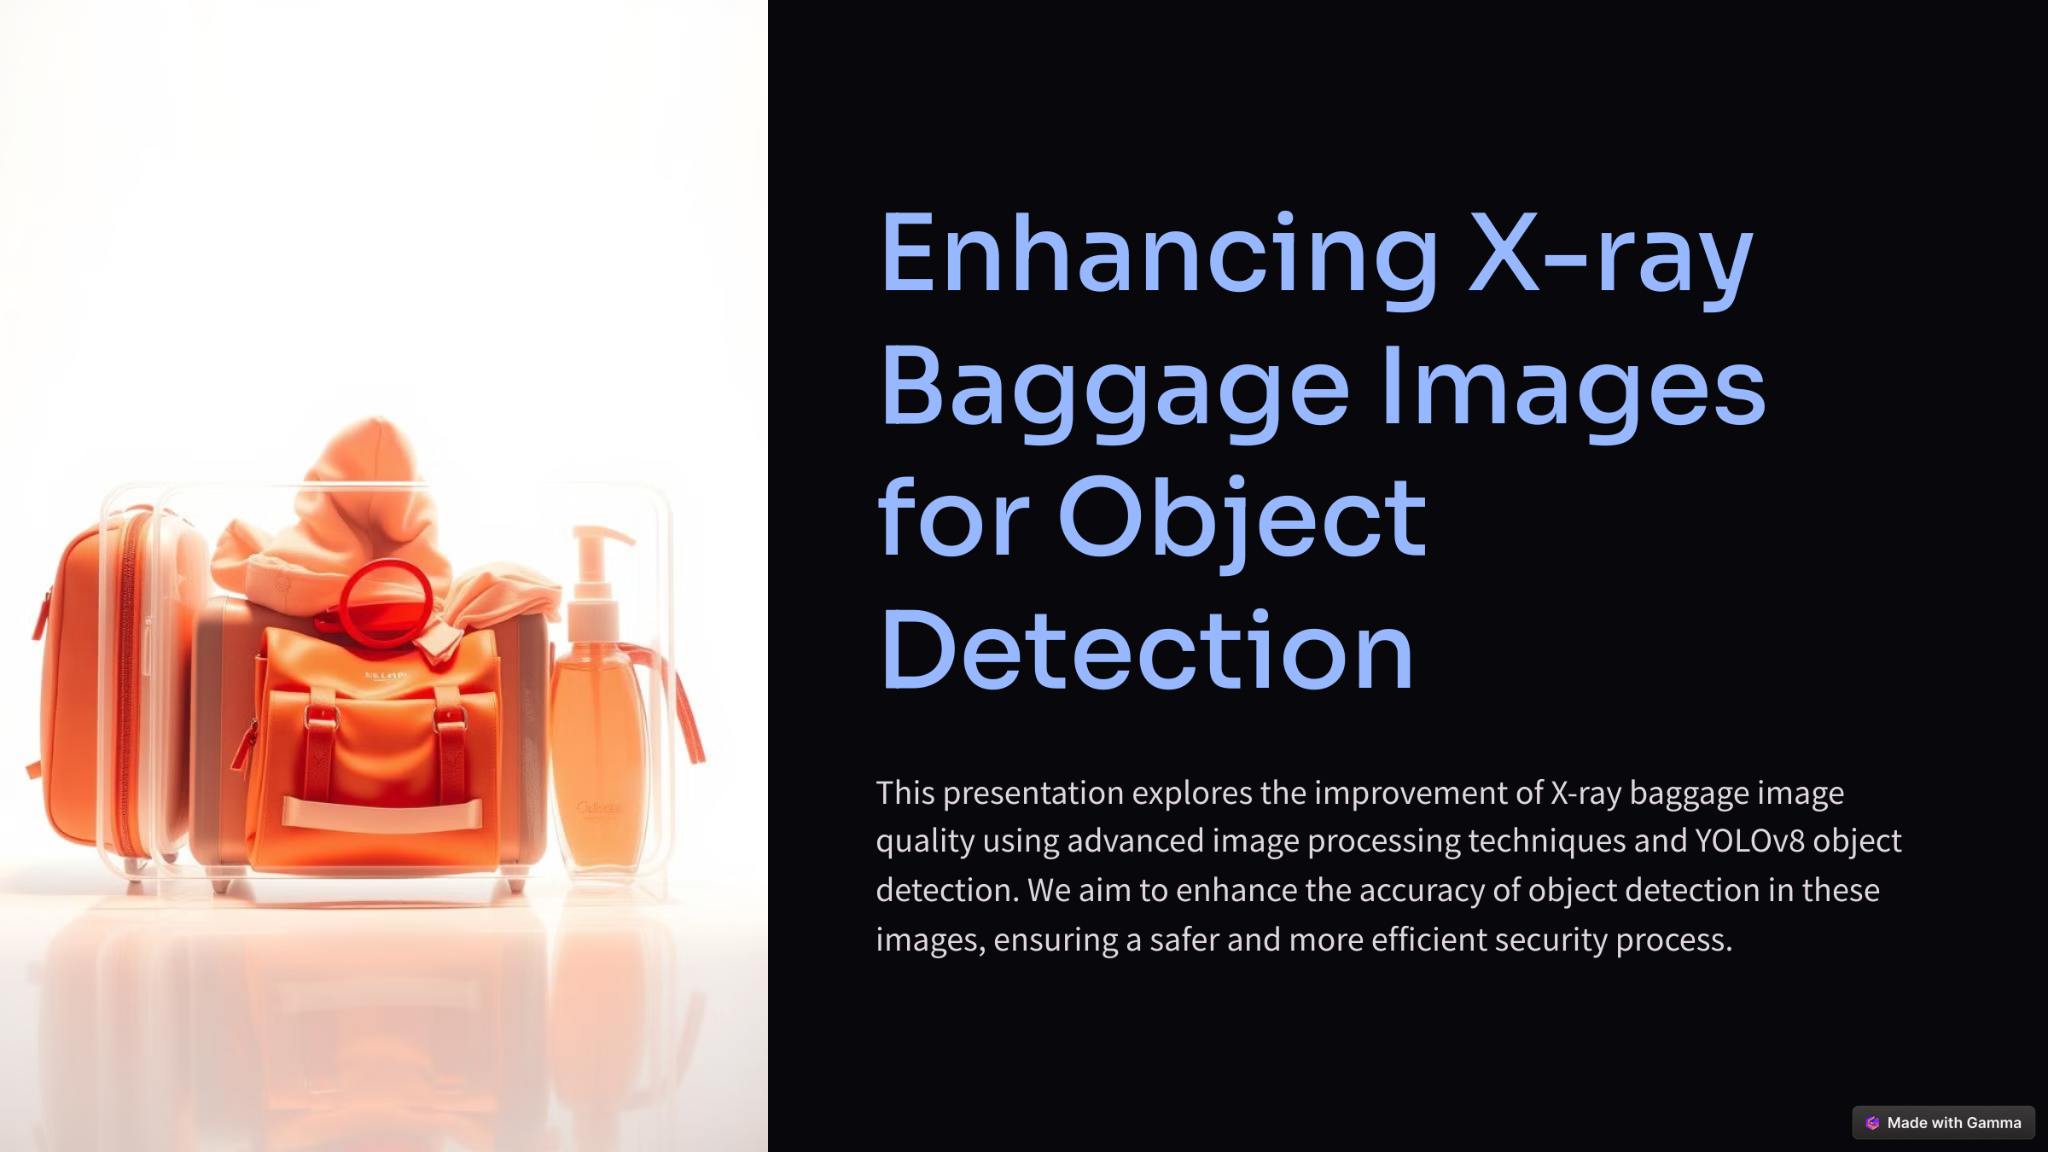 Enhancing X-ray
Baggage Images
for Object
Detection
This presentation explores the improvement of X-ray baggage image
quality using advanced image processing techniques and YOLOv8 object
detection. We aim to enhance the accuracy of object detection in these
images, ensuring a safer and more efficient security process.
Made with Gamma